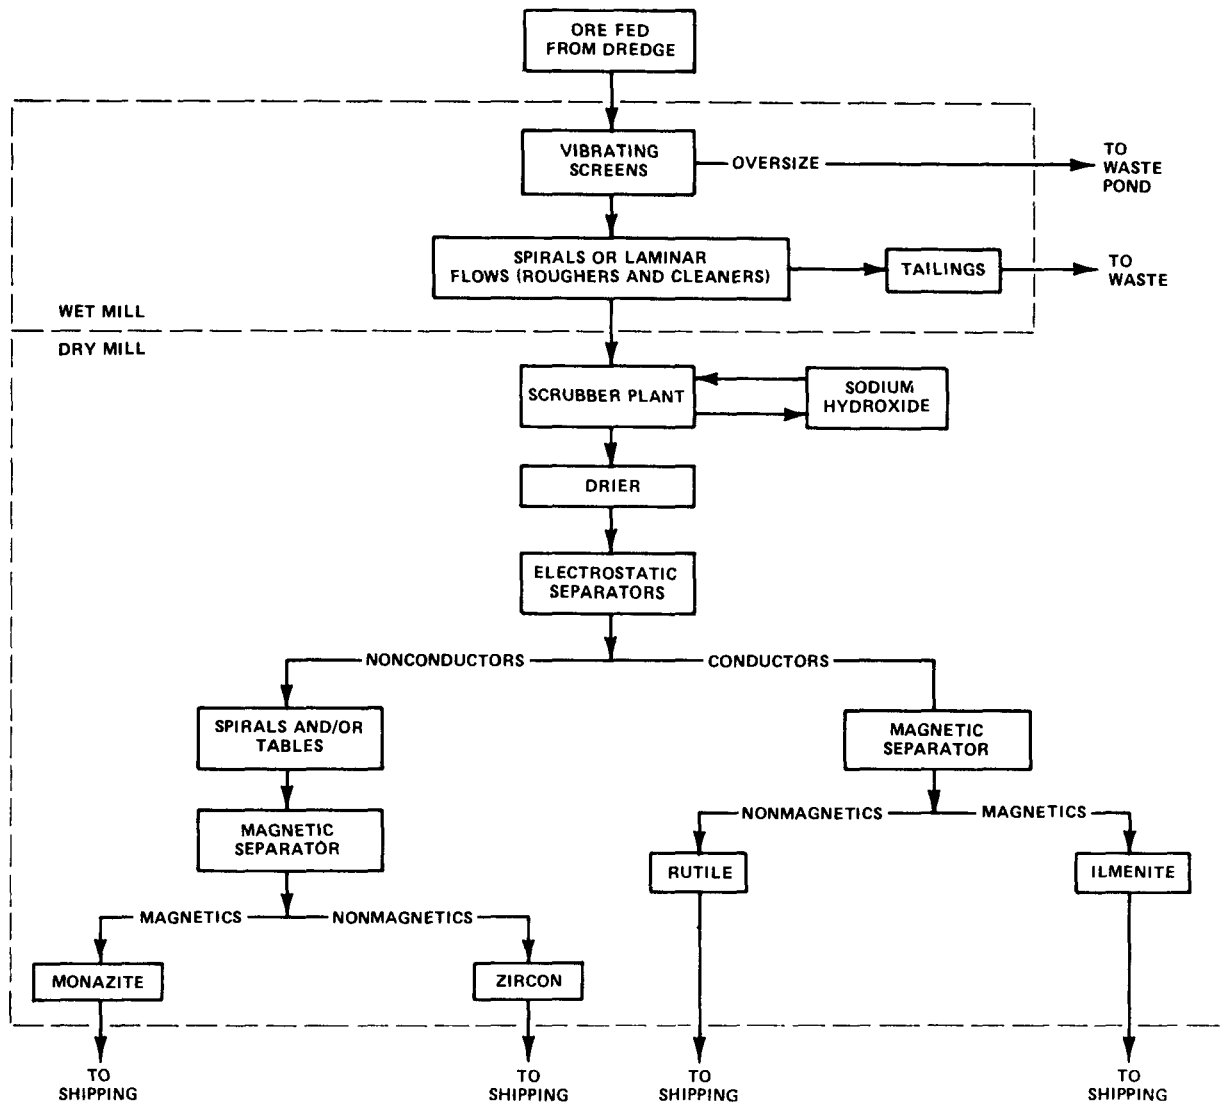 ORE FED
FROM DREDGE
VIBRATING
SCREENS
OVERSIZE
TO
WASTE
POND
SPIRALS OR LAMINAR
FLOWS (ROUGHERS AND CLEANERS)
TAILINGS
TO
WASTE
WET MILL
DRY MILL
SCRUBBER PLANT
SODIUM
HYDROXIDE
DRIER
ELECTROSTATIC
SEPARATORS
NONCONDUCTORS
CONDUCTORS
SPIRALS AND/OR
TABLES
MAGNETIC
SEPARATOR
MAGNETIC
SEPARATOR
NONMAGNETICS
MAGNETICS
RUTILE
ILMENITE
MAGNETICS
NONMAGNETICS
MONAZITE
ZIRCON
TO
SHIPPING
TO
SHIPPING
TO
SHIPPING
TO
SHIPPING